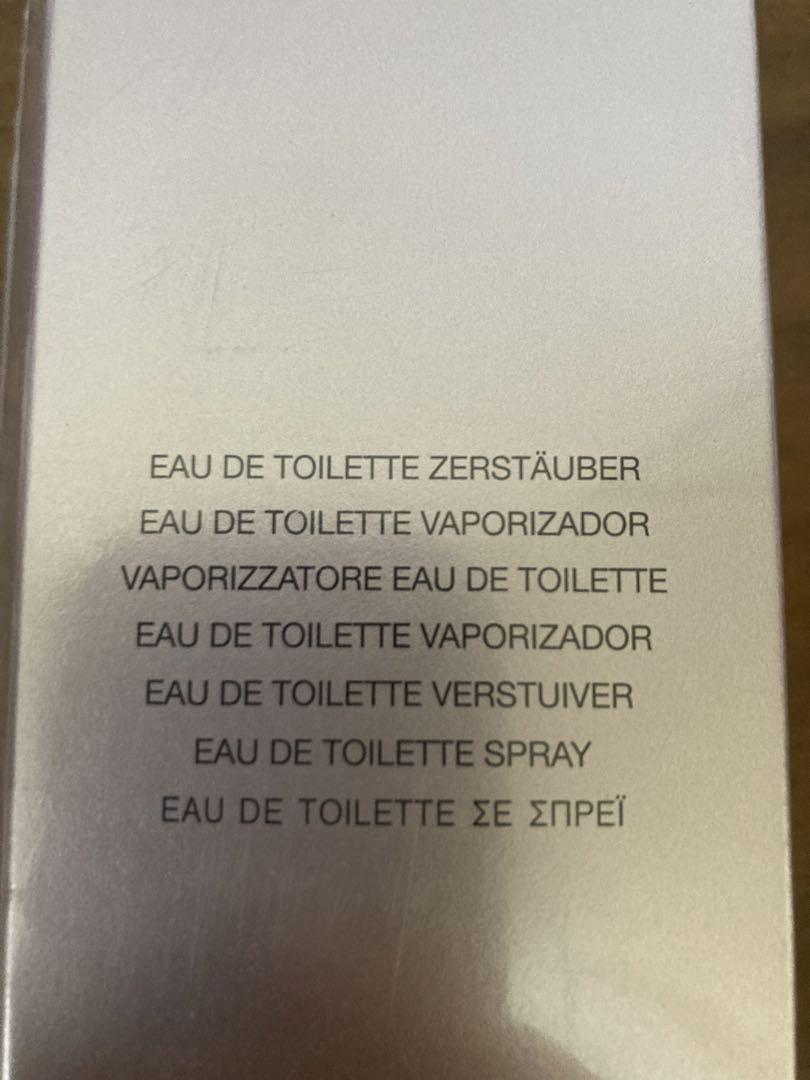 EAU DE TOILETTE ZERSTÄUBER
EAU DE TOILETTE VAPORIZADOR
VAPORIZZATORE EAU DE TOILETTE
EAU DE TOILETTE VAPORIZADOR
EAU DE TOILETTE VERSTUIVER
EAU DE TOILETTE SPRAY
EAU DE TOILETTE ΣΕ ΣΠΡΕΪ